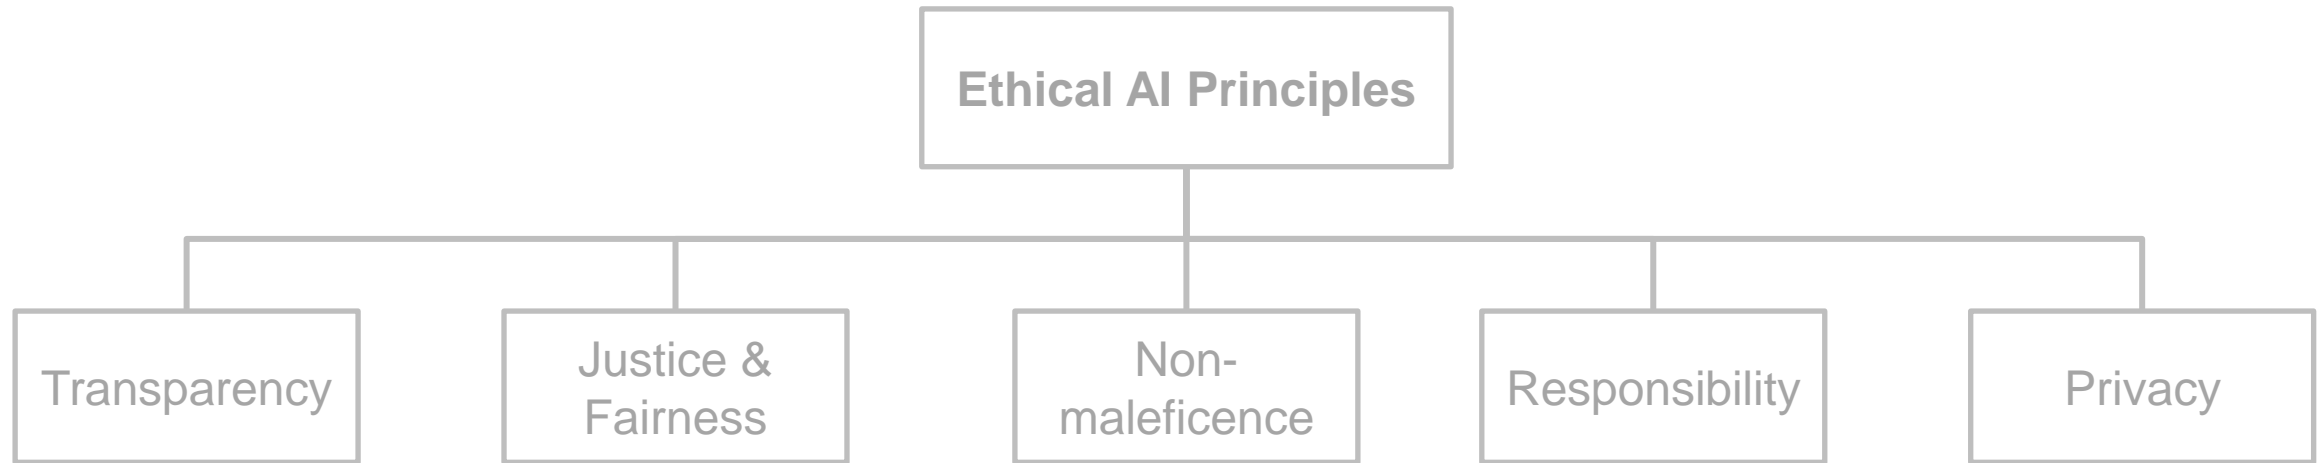 Ethical AI Principles
Transparency
Justice &
Fairness
Non-
maleficence
Responsibility
Privacy